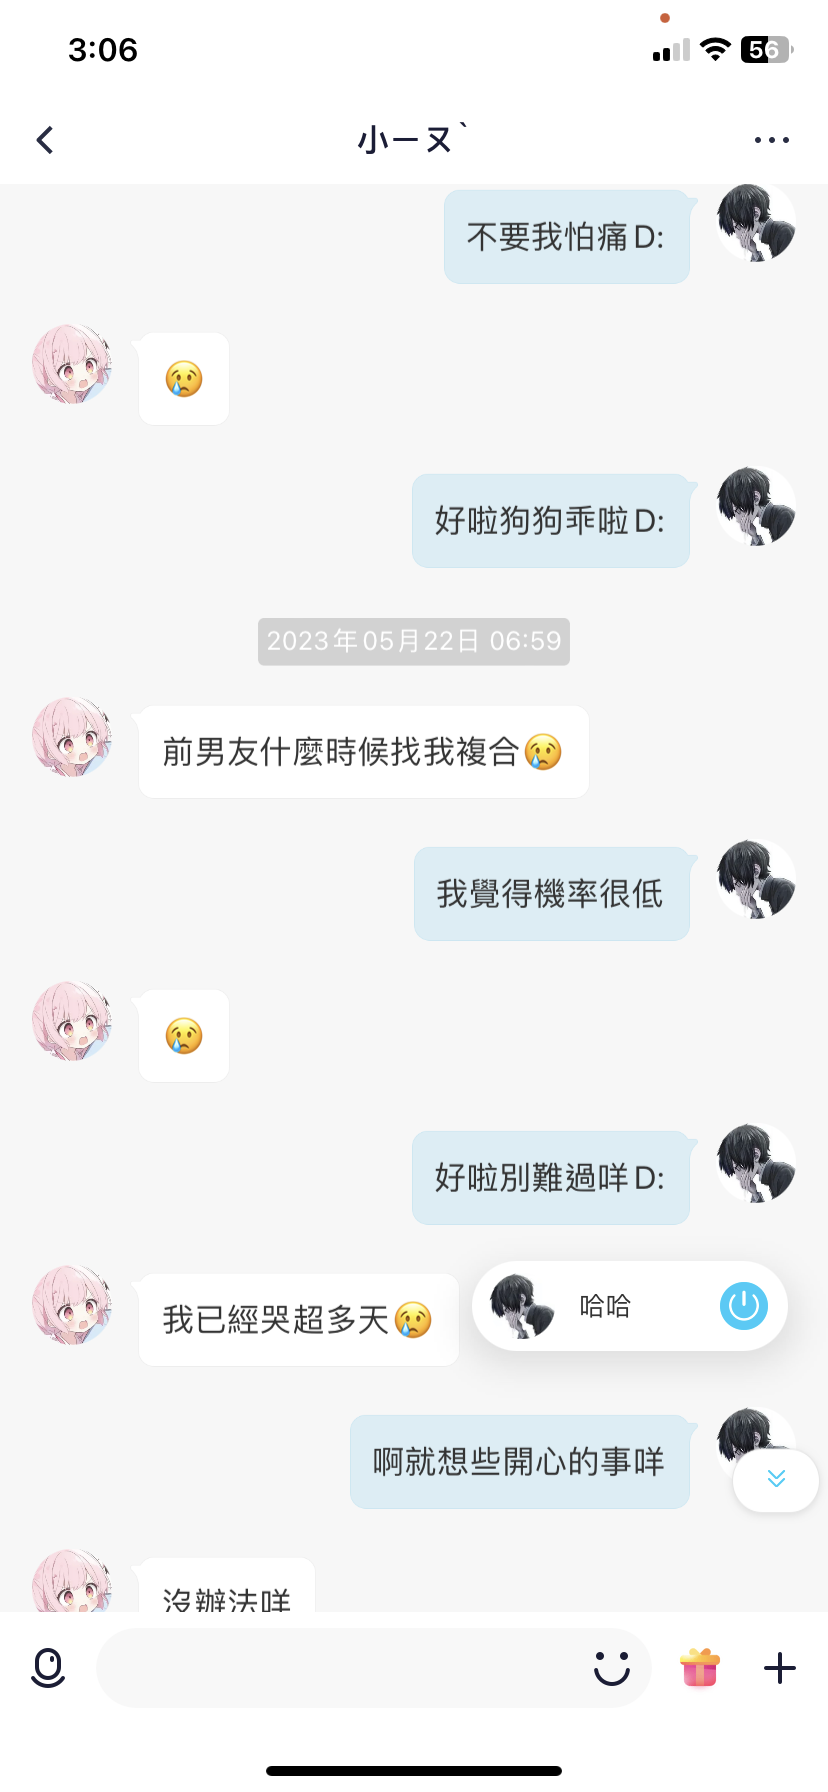 3:06
56
小ㄧㄡˋ
不要我怕痛D:
😢
好啦狗狗乖啦D:
2023年05月22日 06:59
前男友什麼時候找我複合😢
我覺得機率很低
😢
好啦別難過咩D:
我已經哭超多天😢
哈哈
啊就想些開心的事咩
沒辦法咩